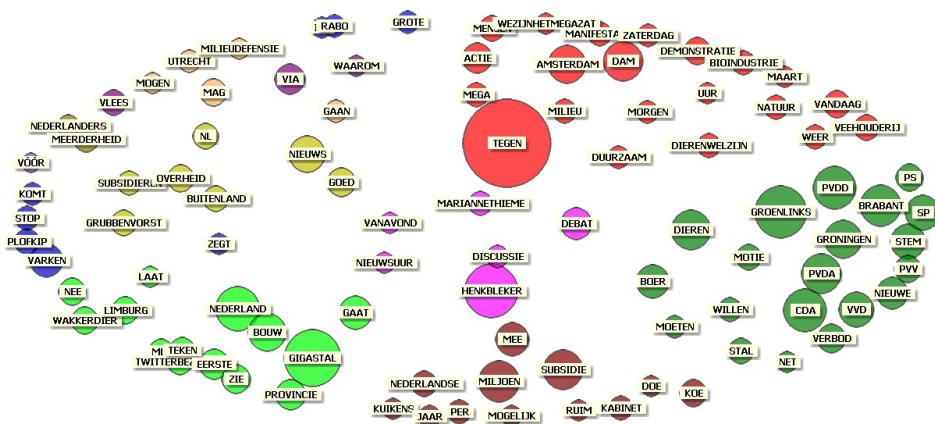 RABO
GROTE
MENSEN
WEZIJNHETMEGAZAT
MANIFESTA
ZATERDAG
MILIEUDEFENSIE
UTRECHT
WAAROM
ACTIE
AMSTERDAM
DAM
DEMONSTRATIE
BIOINDUSTRIE
MAART
MOGEN
MAG
VIA
MEGA
UUR
VLEES
GAAN
MILIEU
MORGEN
NATUUR
VANDAAG
NEDERLANDERS
MEERDERHEID
NL
NIEUWS
TEGEN
DUURZAAM
DIERENWELZIJN
WEER
VEEHOUDERIJ
VÓÓR
KOMT
SUBSIDIEREN
OVERHEID
GOED
BUITENLAND
MARIANNETHIEME
PVDD
PS
BRABANT
STOP
GRUBBENVORST
VANAVOND
DEBAT
DIEREN
GROENLINKS
SP
PLOFKIP
ZEGT
GRONINGEN
STEM
VARKEN
NIEUWSUUR
DISCUSSIE
MOTIE
PVV
LAAT
BOER
PVDA
NEE
HENKBLEKER
NIEUWE
LIMBURG
NEDERLAND
GAAT
WILLEN
CDA
VVD
WAKKERDIER
BOUW
MOETEN
VERBOD
MEE
TEKEN
TWITTERBEZ
EERSTE
GIGASTAL
STAL
NET
ZIE
NEDERLANDSE
MILJOEN
SUBSIDIE
PROVINCIE
DOE
KOE
KUIKENS
JAAR
PER
MOGELIJK
RUIM
KABINET